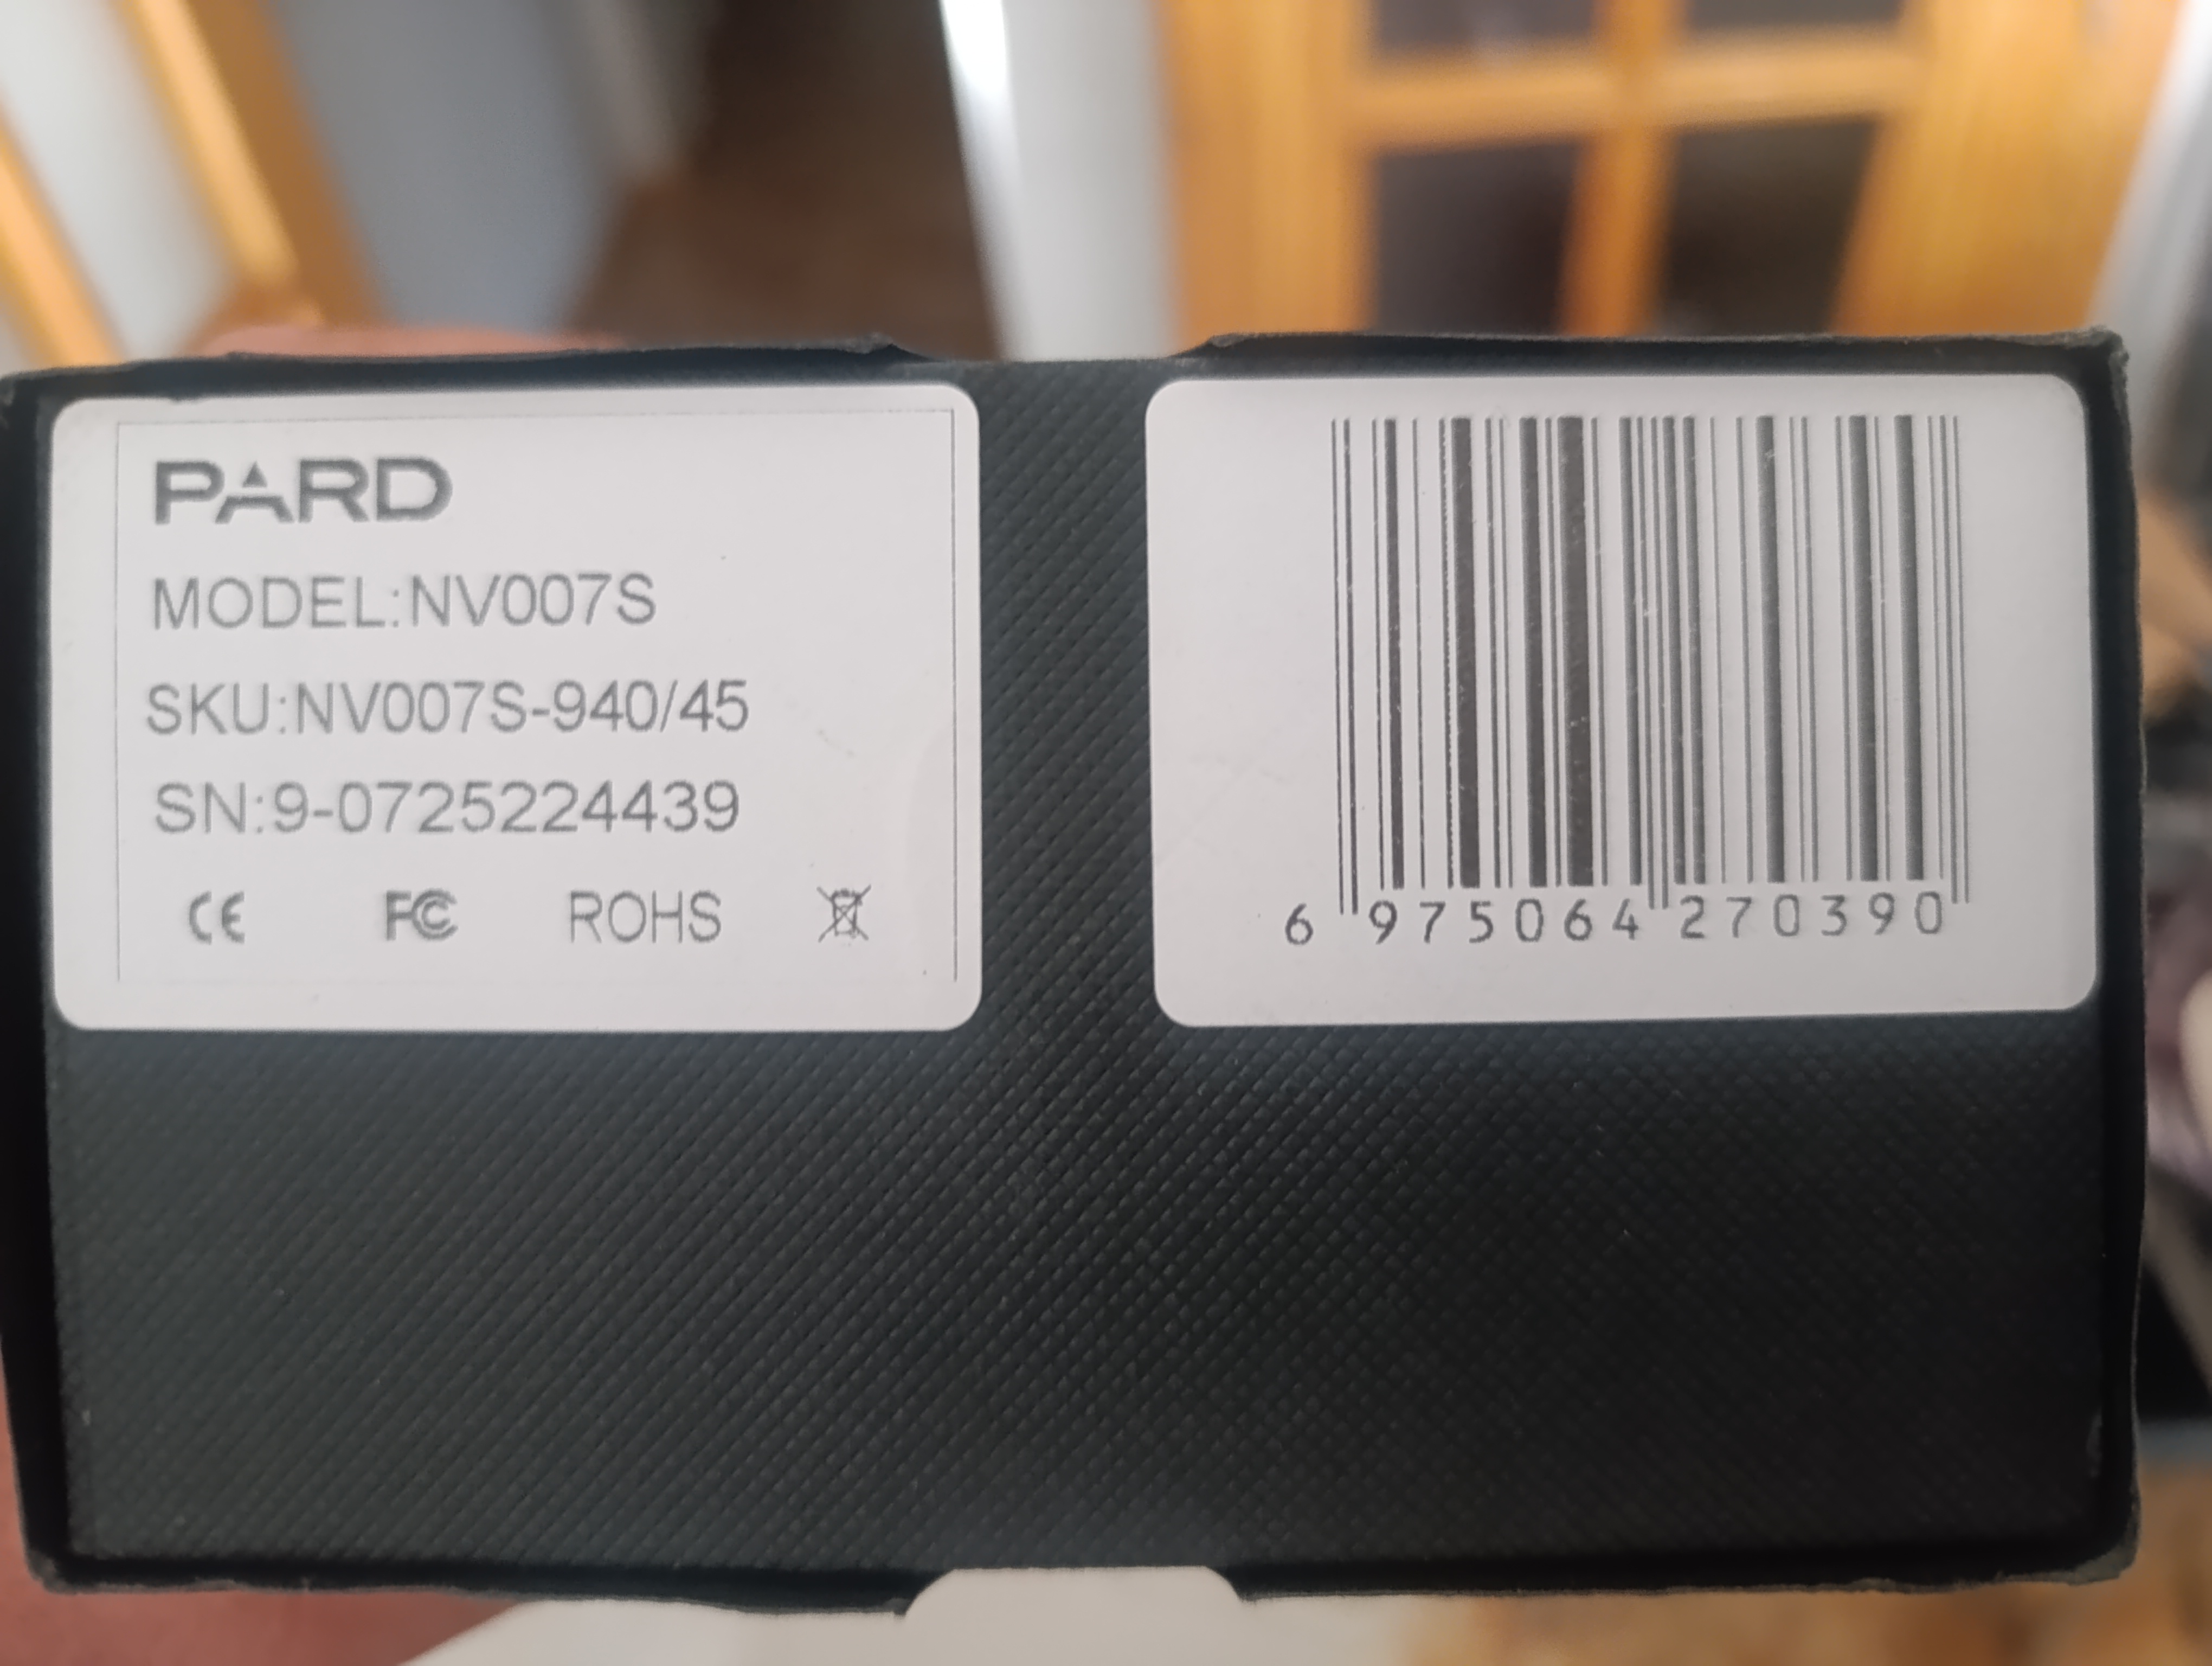 PARD
MODEL:NV007S
SKU:NV007S-940/45
SN:9-0725224439
CE FC ROHS
6 975064 270390